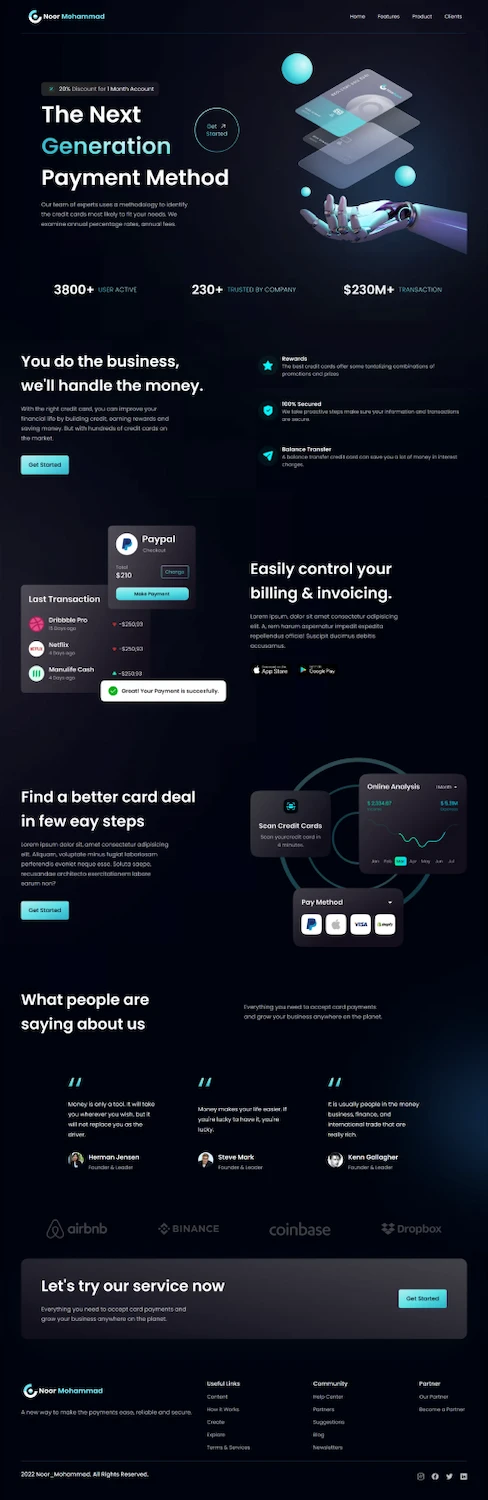 Noor Mohammad
Home Features Product Clients
20% Discount for 1 Month Account
The Next
Generation
Payment Method
Get
Started
Our team of experts uses a methodology to identify
the credit cards most likely to fit your needs. We
examine annual percentage rates, annual fees.
3800+ USER ACTIVE
230+ TRUSTED BY COMPANY
$230M+ TRANSACTION
You do the business,
we'll handle the money.
With the right credit card, you can improve your
financial life by building credit, earning rewards and
saving money. But with hundreds of credit cards on
the market.
Get Started
Rewards
The best credit cards offer some tantalizing combinations of
promotions and prizes
100% Secured
We take proactive steps make sure your information and transactions
are secure.
Balance Transfer
A balance transfer credit card can save you a lot of money in interest
charges.
Paypal
Checkout
Total
$210
Change
Make Payment
Last Transaction
Dribbble Pro
15 Days ago
-$250,93
Netflix
4 Days ago
-$250,93
Manulife Cash
4 Days ago
-$250,93
Great! Your Payment is succesfully.
Easily control your
billing & invoicing.
Lorem ipsum, dolor sit amet consectetur adipisicing
elit. A, rem harum aspernatur impedit expedita
repellendus officia! Suscipit ducimus debitis
accusamus.
App Store
Google Play
Find a better card deal
in few eay steps
Lorem ipsum dolor, sit amet consectetur adipisicing
elit. Aliquam, voluptate minus fugiat laboriosam
perferendis eveniet neque esse. Soluta saepe,
recusandae architecto exercitationem labore
earum non?
Get Started
Scan Credit Cards
Scan yourcredit card in
4 minutes.
Online Analysis
1 Month
Jan Feb Mar Apr May Jun Jul
Pay Method
VISA
What people are
saying about us
Everything you need to accept card payments
and grow your business anywhere on the planet.
Money is only a tool. It will take
you wherever you wish, but it
will not replace you as the
driver.
Herman Jensen
Founder & Leader
Money makes your life easier. If
you're lucky to have it, you're
lucky.
Steve Mark
Founder & Leader
It is usually people in the money
business, finance, and
international trade that are
really rich.
Kenn Gallagher
Founder & Leader
airbnb
BINANCE
coinbase
Dropbox
Let's try our service now
Everything you need to accept card payments and
grow your business anywhere on the planet.
Get Started
Noor Mohammad
A new way to make the payments ease, reliable and secure.
Useful Links
Content
How it Works
Create
Explore
Terms & Services
Community
Help Center
Partners
Suggestions
Blog
Newsletters
Partner
Our Partner
Become a Partner
2022 Noor_Mohammed. All Rights Reserved.